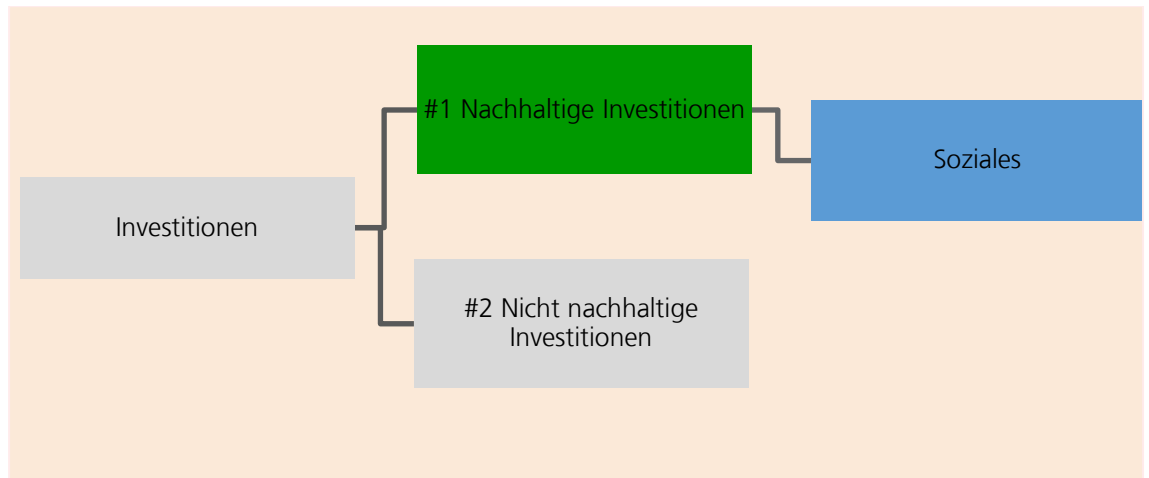 #1 Nachhaltige Investitionen
Soziales
Investitionen
#2 Nicht nachhaltige
Investitionen